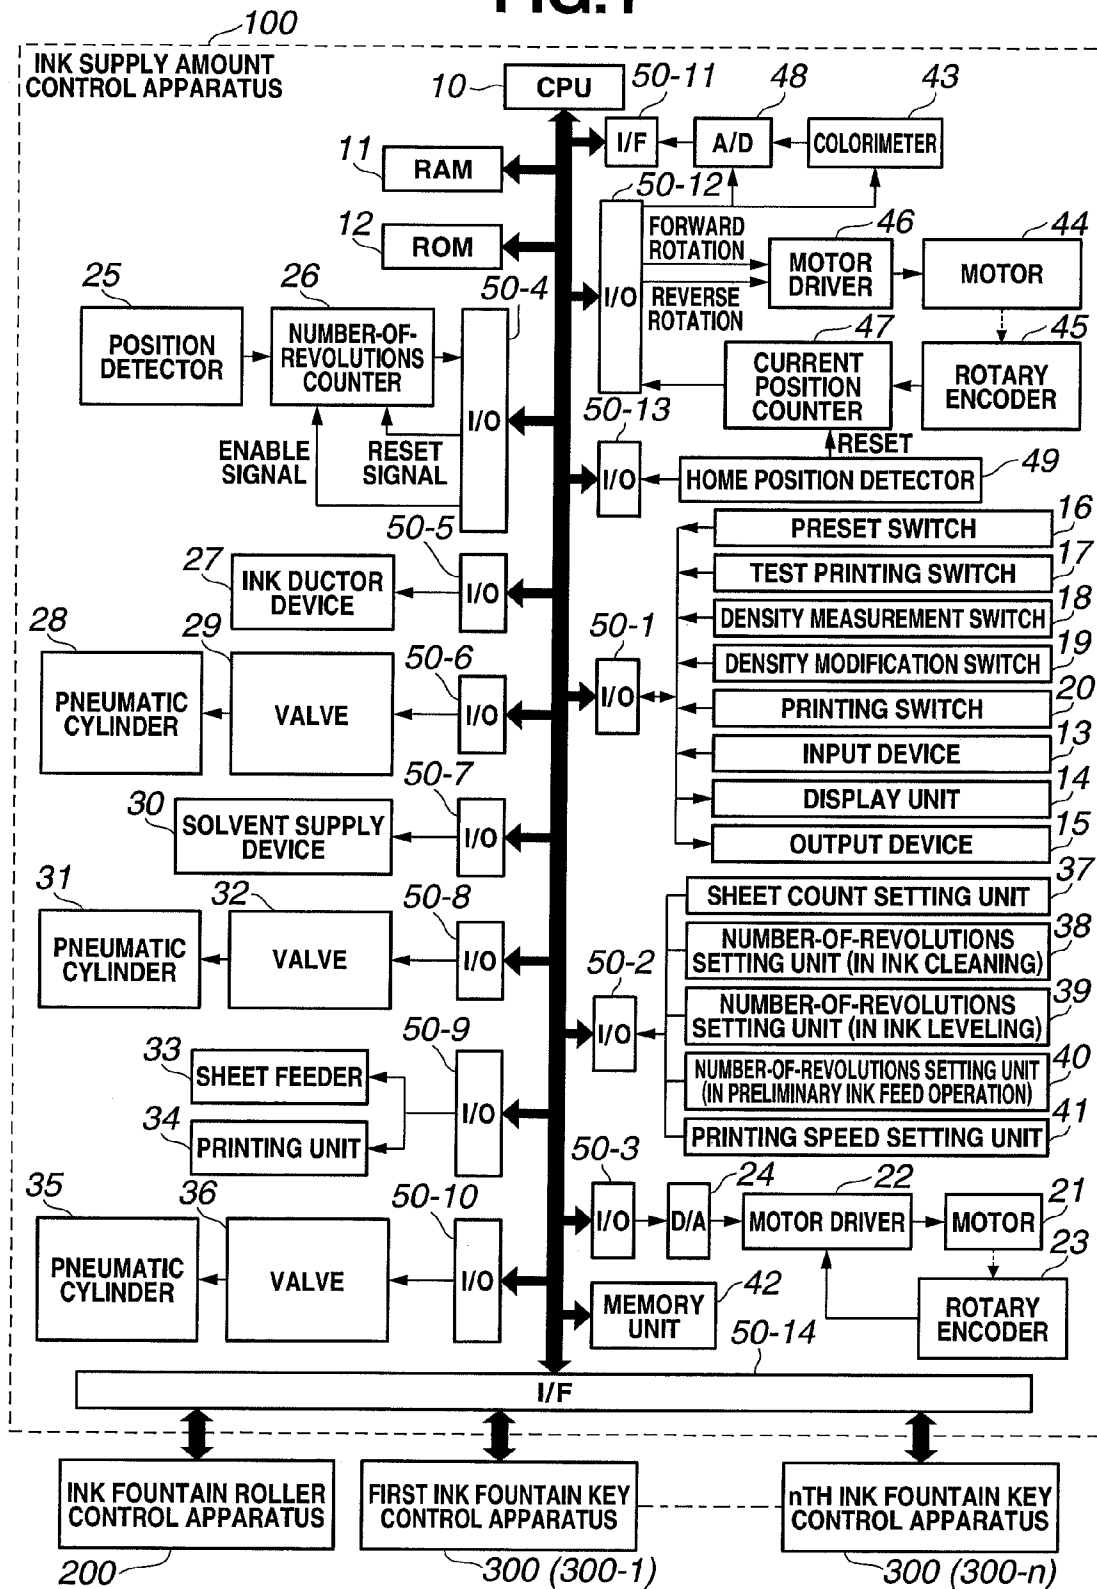 FIG.1
100
INK SUPPLY AMOUNT
CONTROL APPARATUS
10
CPU
50-11
48
43
I/F
A/D
COLORIMETER
11
RAM
12
ROM
50-12
I/O
FORWARD
ROTATION
REVERSE
ROTATION
46
MOTOR
DRIVER
44
MOTOR
47
CURRENT
POSITION
COUNTER
45
ROTARY
ENCODER
25
POSITION
DETECTOR
26
NUMBER-OF-
REVOLUTIONS
COUNTER
50-4
I/O
ENABLE
SIGNAL
RESET
SIGNAL
50-13
I/O
RESET
HOME POSITION DETECTOR
49
50-5
27
INK DUCTOR
DEVICE
I/O
50-1
I/O
PRESET SWITCH
16
TEST PRINTING SWITCH
17
DENSITY MEASUREMENT SWITCH
18
DENSITY MODIFICATION SWITCH
19
PRINTING SWITCH
20
INPUT DEVICE
13
DISPLAY UNIT
14
OUTPUT DEVICE
15
28
PNEUMATIC
CYLINDER
29
VALVE
50-6
I/O
30
SOLVENT SUPPLY
DEVICE
50-7
I/O
31
PNEUMATIC
CYLINDER
32
VALVE
50-8
I/O
50-2
I/O
SHEET COUNT SETTING UNIT
37
NUMBER-OF-REVOLUTIONS
SETTING UNIT (IN INK CLEANING)
38
NUMBER-OF-REVOLUTIONS
SETTING UNIT (IN INK LEVELING)
39
NUMBER-OF-REVOLUTIONS SETTING UNIT
(IN PRELIMINARY INK FEED OPERATION)
40
PRINTING SPEED SETTING UNIT
41
33
SHEET FEEDER
34
PRINTING UNIT
50-9
I/O
50-3
I/O
24
D/A
22
MOTOR DRIVER
21
MOTOR
23
ROTARY
ENCODER
35
PNEUMATIC
CYLINDER
36
VALVE
50-10
I/O
MEMORY
UNIT
42
50-14
I/F
INK FOUNTAIN ROLLER
CONTROL APPARATUS
200
FIRST INK FOUNTAIN KEY
CONTROL APPARATUS
300 (300-1)
nTH INK FOUNTAIN KEY
CONTROL APPARATUS
300 (300-n)